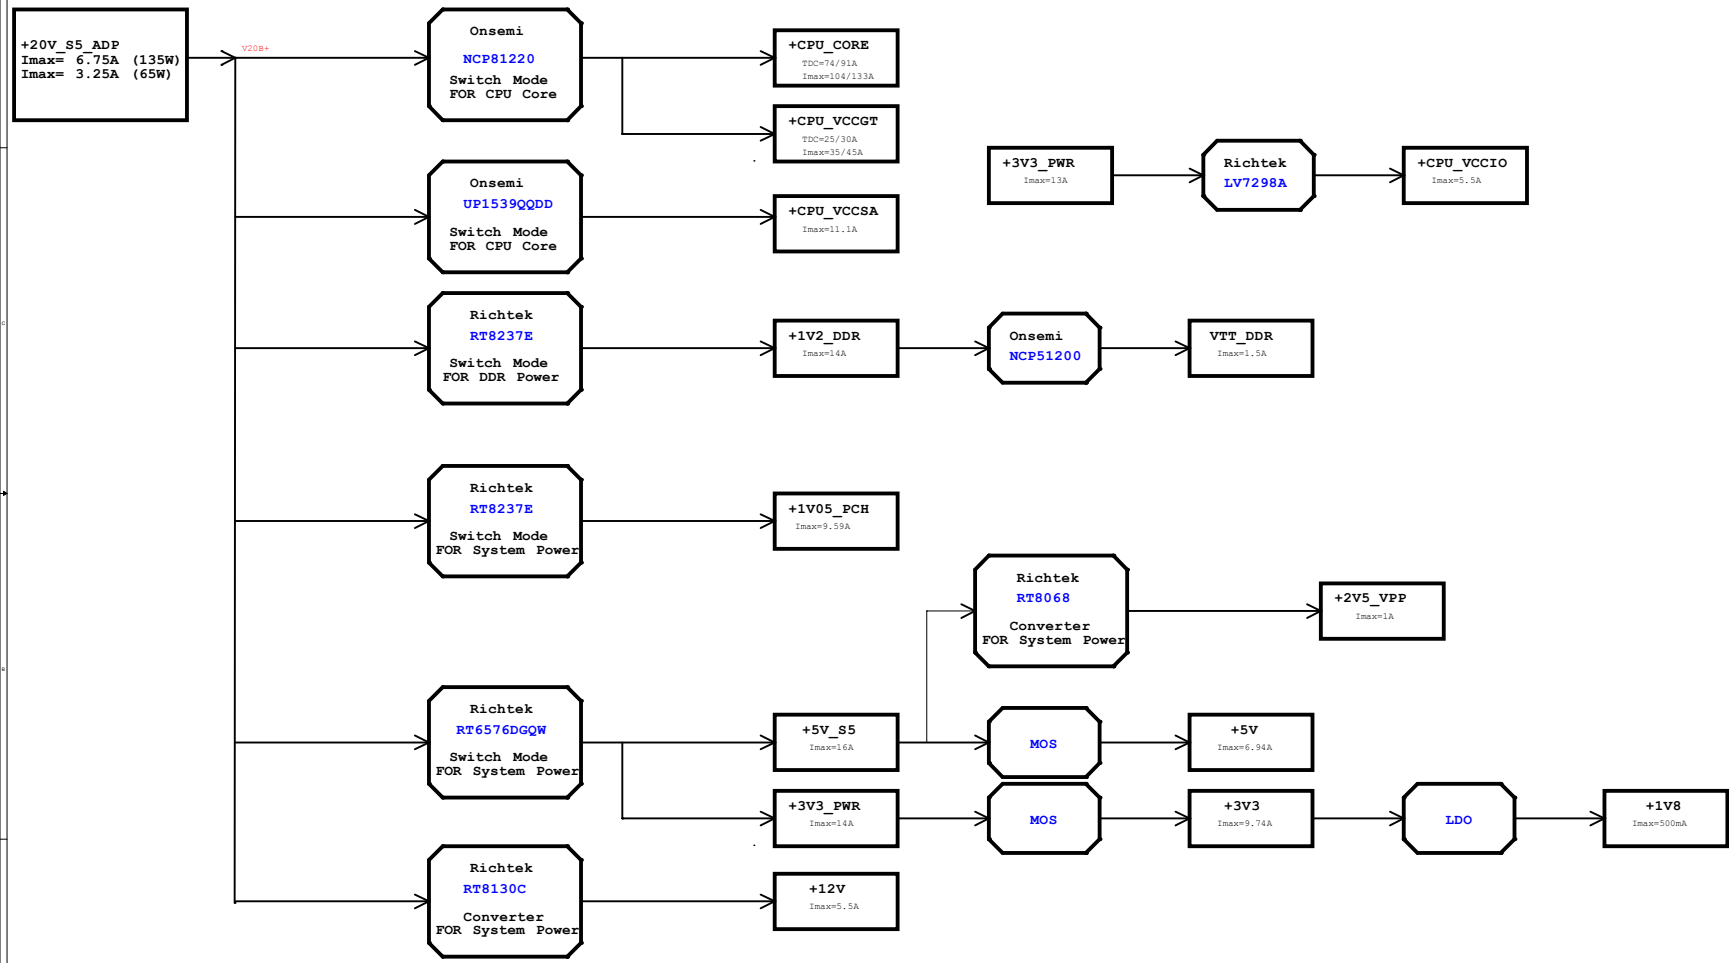 +20V_S5_ADP
Imax= 6.75A (135W)
Imax= 3.25A (65W)
V20B+
Onsemi
NCP81220
Switch Mode
FOR CPU Core
+CPU_CORE
TDC=74/91A
Imax=104/133A
+CPU_VCCGT
TDC=25/30A
Imax=35/45A
+3V3_PWR
Imax=13A
Richtek
LV7298A
+CPU_VCCIO
Imax=5.5A
Onsemi
UP1539QQDD
Switch Mode
FOR CPU Core
+CPU_VCCSA
Imax=11.1A
Richtek
RT8237E
Switch Mode
FOR DDR Power
+1V2_DDR
Imax=14A
Onsemi
NCP51200
VTT_DDR
Imax=1.5A
C
Richtek
RT8237E
Switch Mode
FOR System Power
+1V05_PCH
Imax=9.59A
Richtek
RT8068
Converter
FOR System Power
+2V5_VPP
Imax=1A
B
Richtek
RT6576DGQW
Switch Mode
FOR System Power
+5V_S5
Imax=16A
MOS
+5V
Imax=6.94A
+3V3_PWR
Imax=14A
MOS
+3V3
Imax=9.74A
LDO
+1V8
Imax=500mA
Richtek
RT8130C
Converter
FOR System Power
+12V
Imax=5.5A